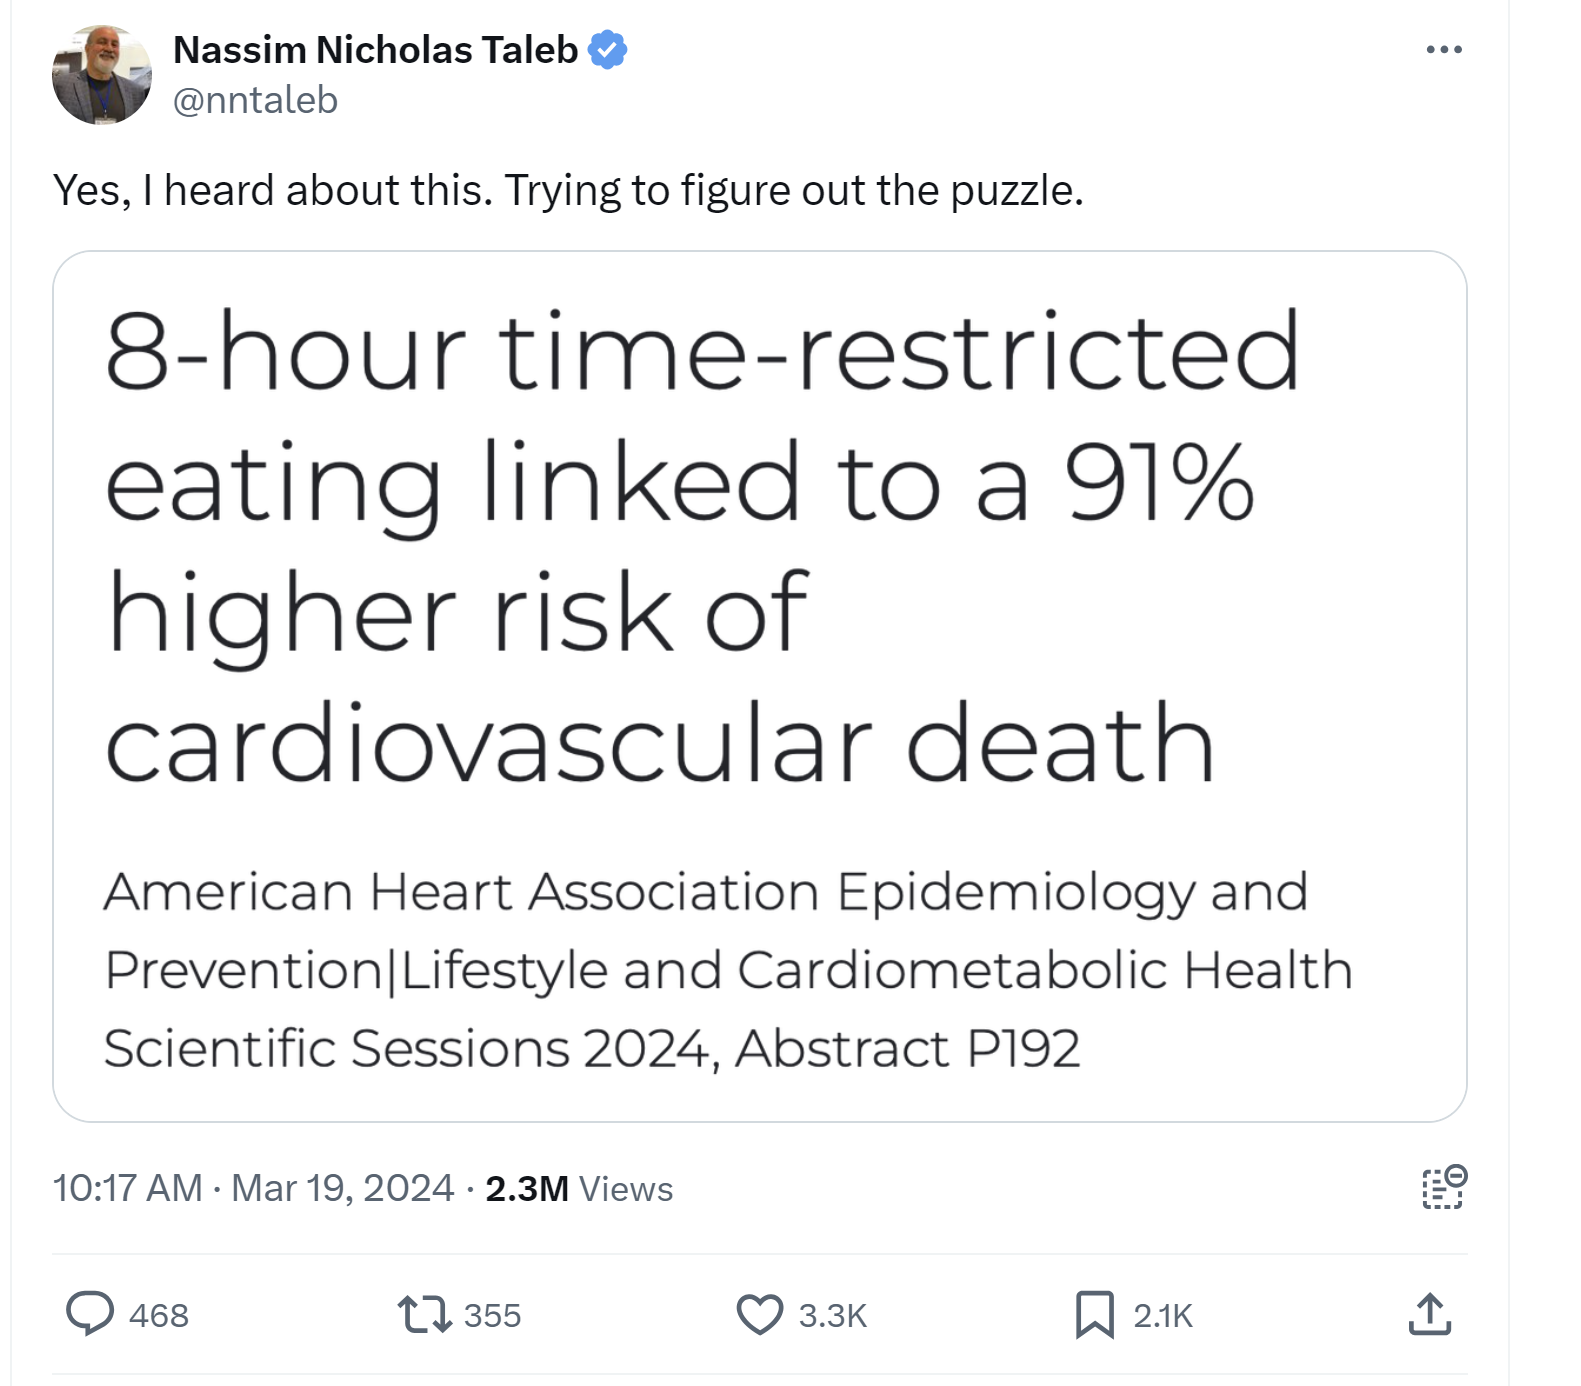 Nassim Nicholas Taleb
@nntaleb
Yes, I heard about this. Trying to figure out the puzzle.
8-hour time-restricted
eating linked to a 91%
higher risk of
cardiovascular death
American Heart Association Epidemiology and
Prevention|Lifestyle and Cardiometabolic Health
Scientific Sessions 2024, Abstract P192
10:17 AM · Mar 19, 2024 · 2.3M Views
468 355 3.3K 2.1K